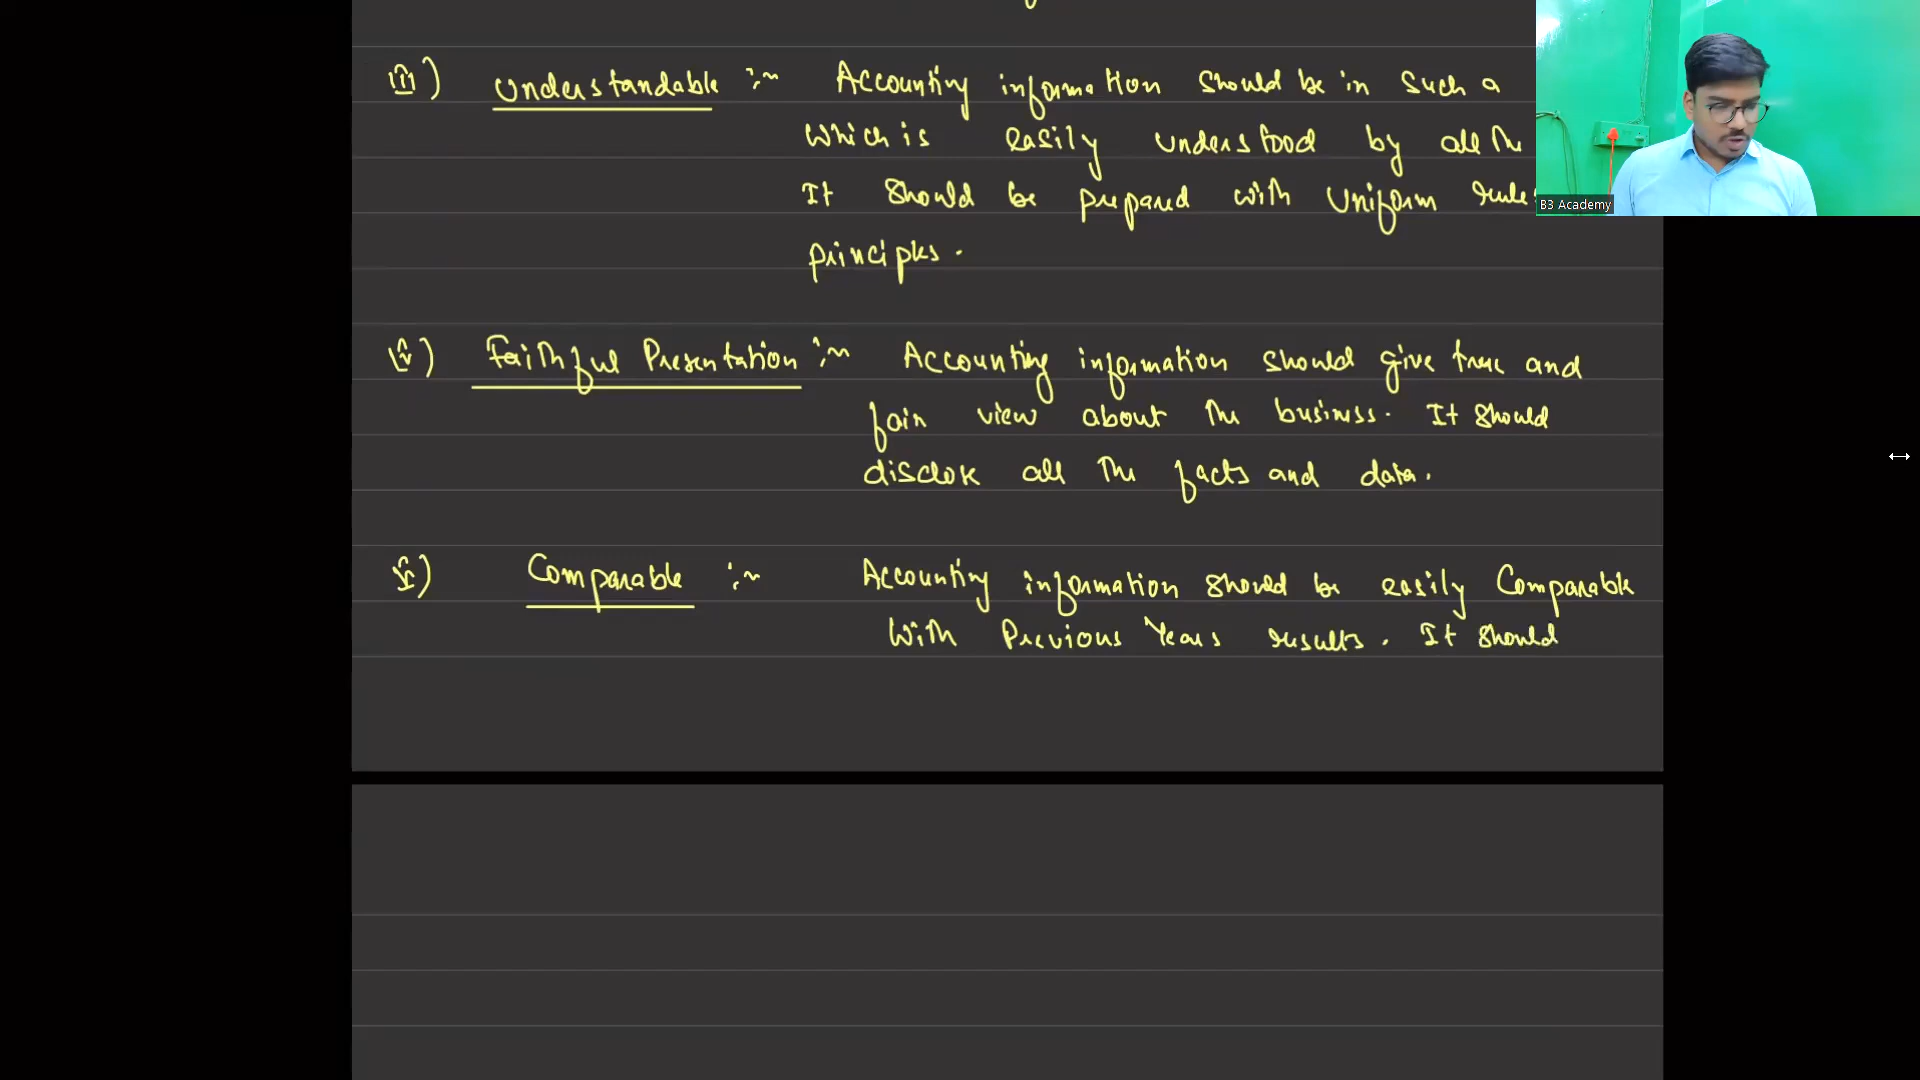 iii) Understandable :~ Accounting information should be in such a
which is easily understood by all the
It should be prepared with uniform rules
principles.
iv) Faithful Presentation :~ Accounting information should give true and
fair view about the business. It should
disclose all the facts and data.
v) Comparable :~ Accounting information should be easily Comparable
With Previous Years results. It should
B3 Academy